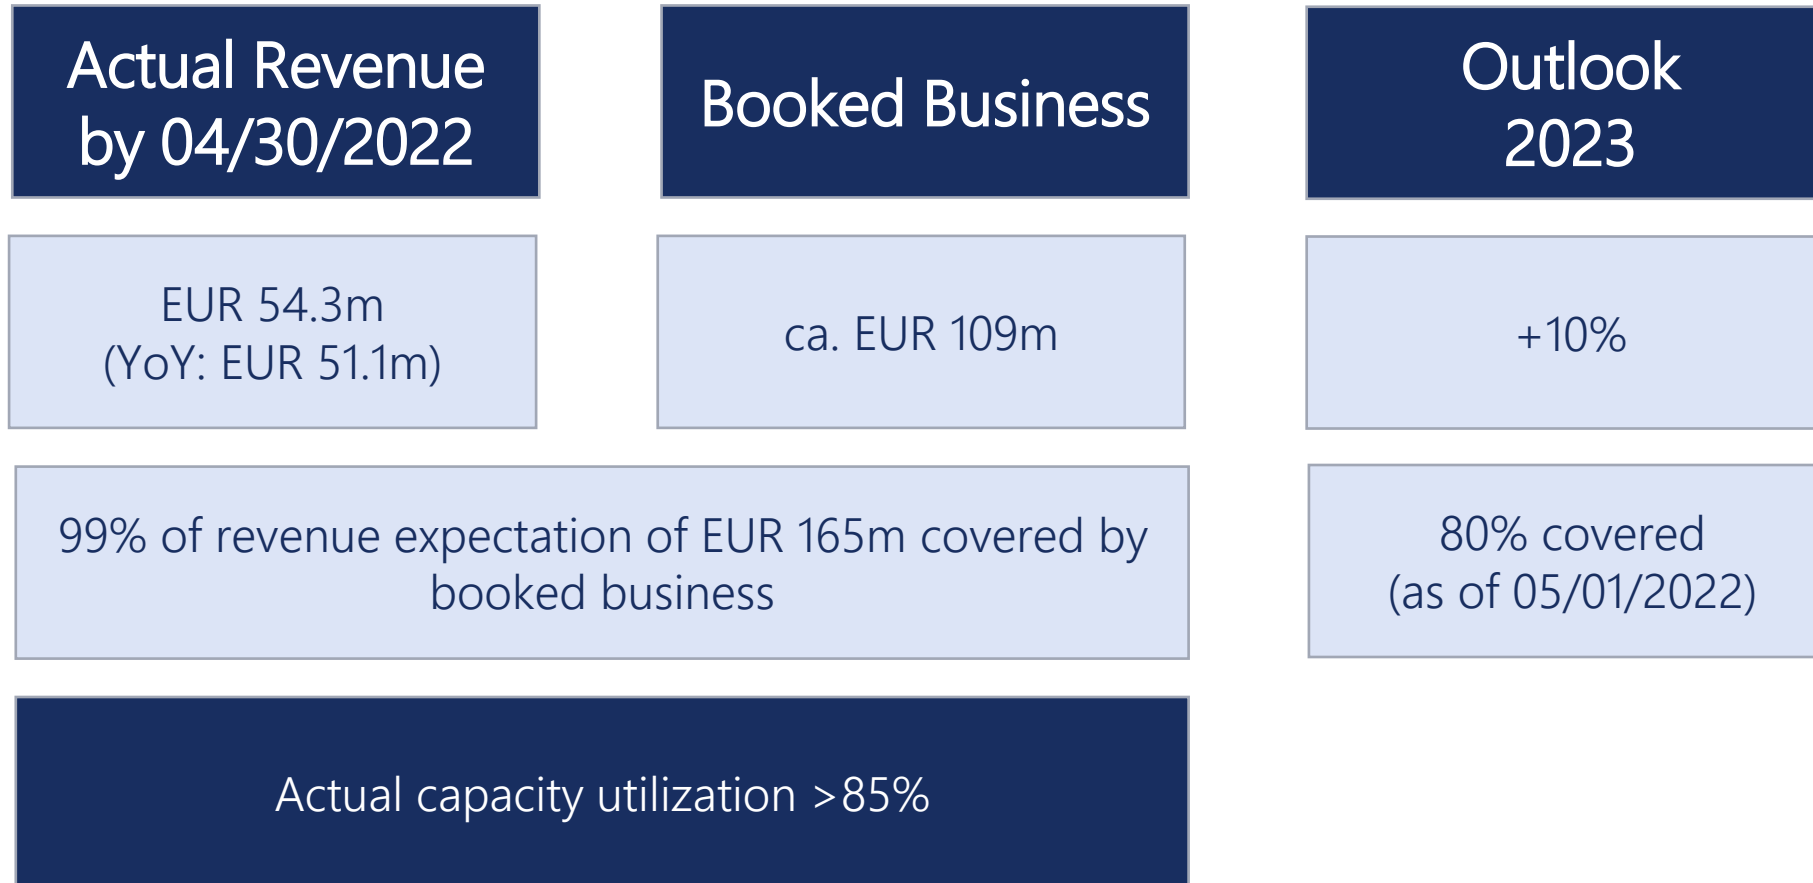 Actual Revenue
by 04/30/2022
Booked Business
Outlook
2023
EUR 54.3m
(YoY: EUR 51.1m)
ca. EUR 109m
+10%
99% of revenue expectation of EUR 165m covered by
booked business
80% covered
(as of 05/01/2022)
Actual capacity utilization >85%